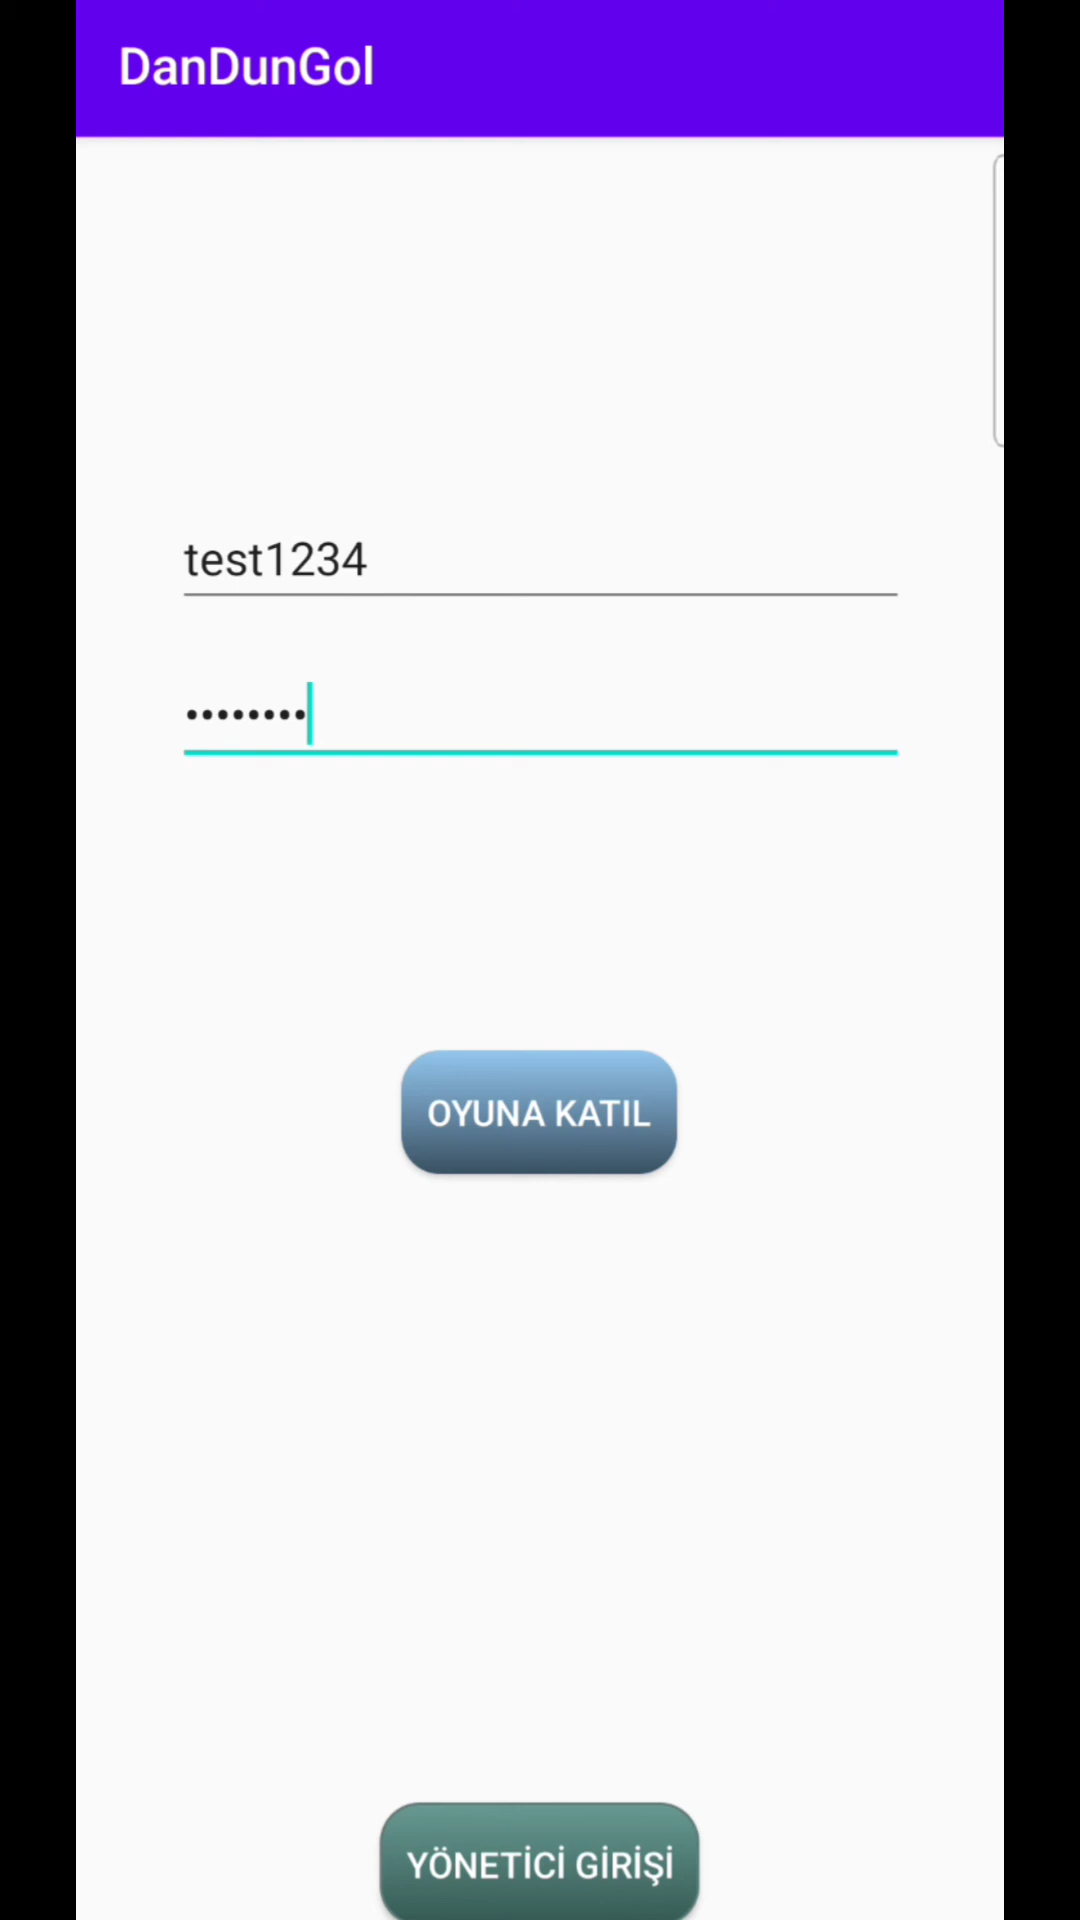 DanDunGol
test1234
••••••••
OYUNA KATIL
YÖNETİCİ GİRİŞİ